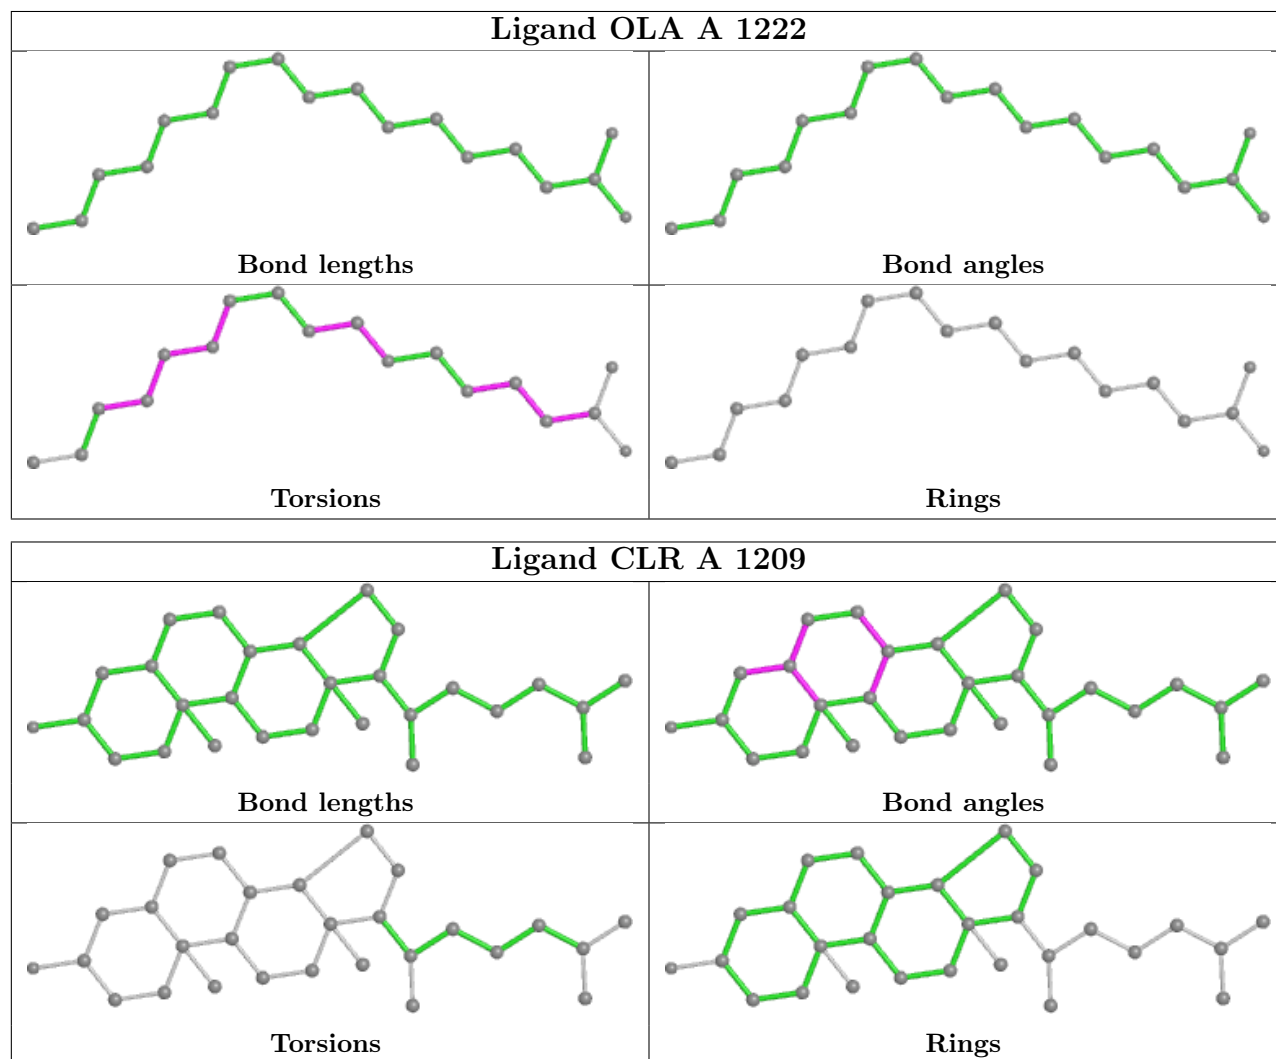 Ligand OLA A 1222
Bond lengths
Bond angles
Torsions
Rings
Ligand CLR A 1209
Bond lengths
Bond angles
Torsions
Rings